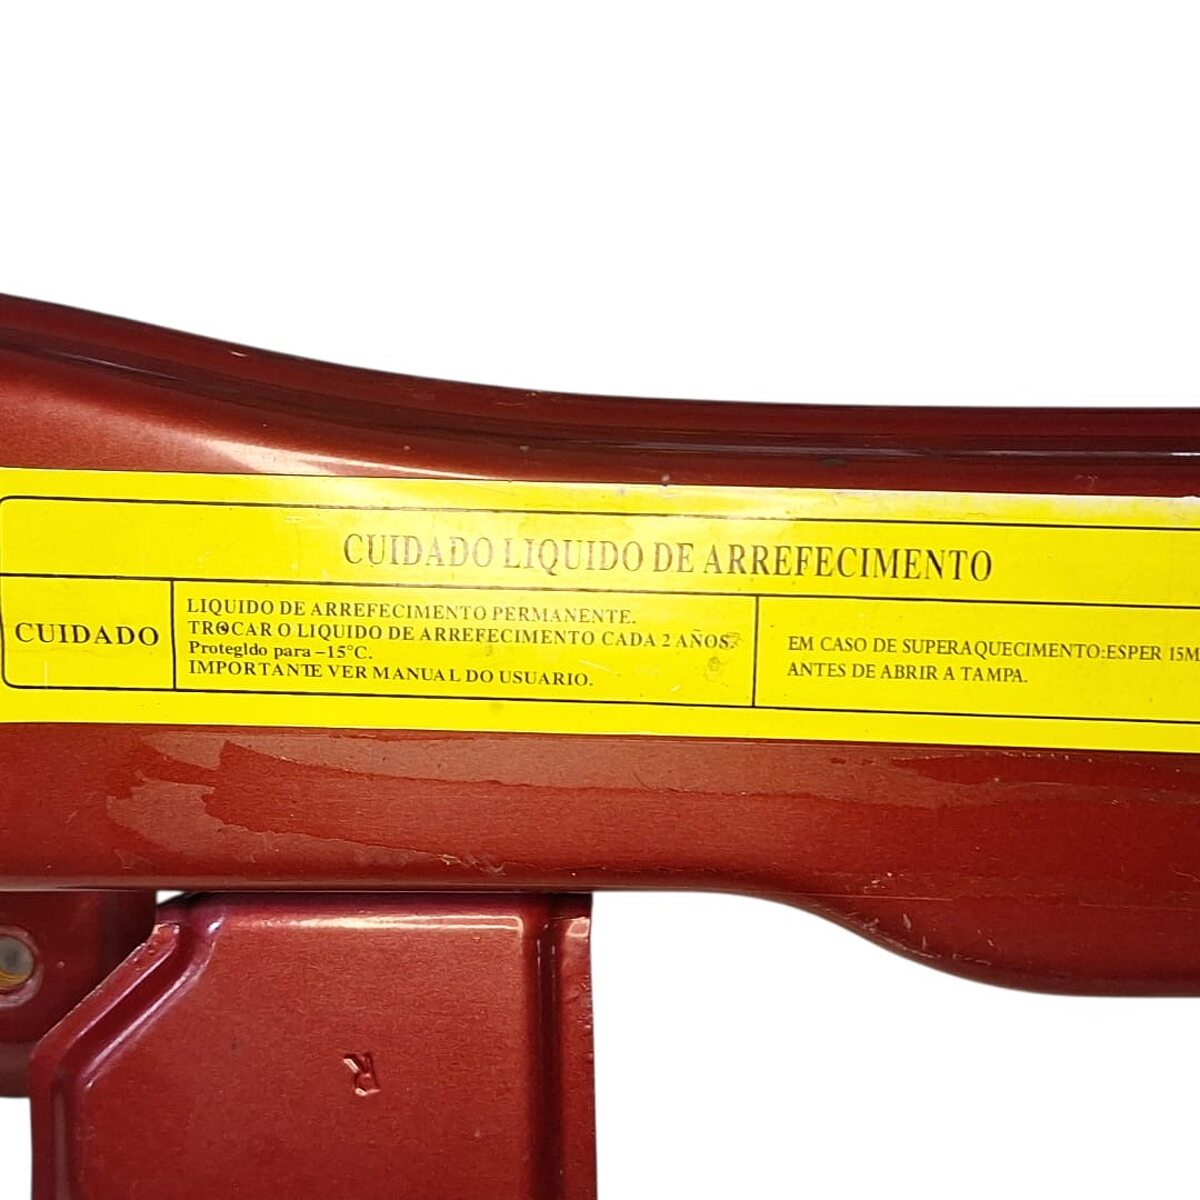 CUIDADO LIQUIDO DE ARREFECIMENTO
CUIDADO
LIQUIDO DE ARREFECIMENTO PERMANENTE.
TROCAR O LIQUIDO DE ARREFECIMENTO CADA 2 AÑOS.
Protegldo para –15°C.
IMPORTANTE VER MANUAL DO USUARIO.
EM CASO DE SUPERAQUECIMENTO:ESPER 15M
ANTES DE ABRIR A TAMPA.
R